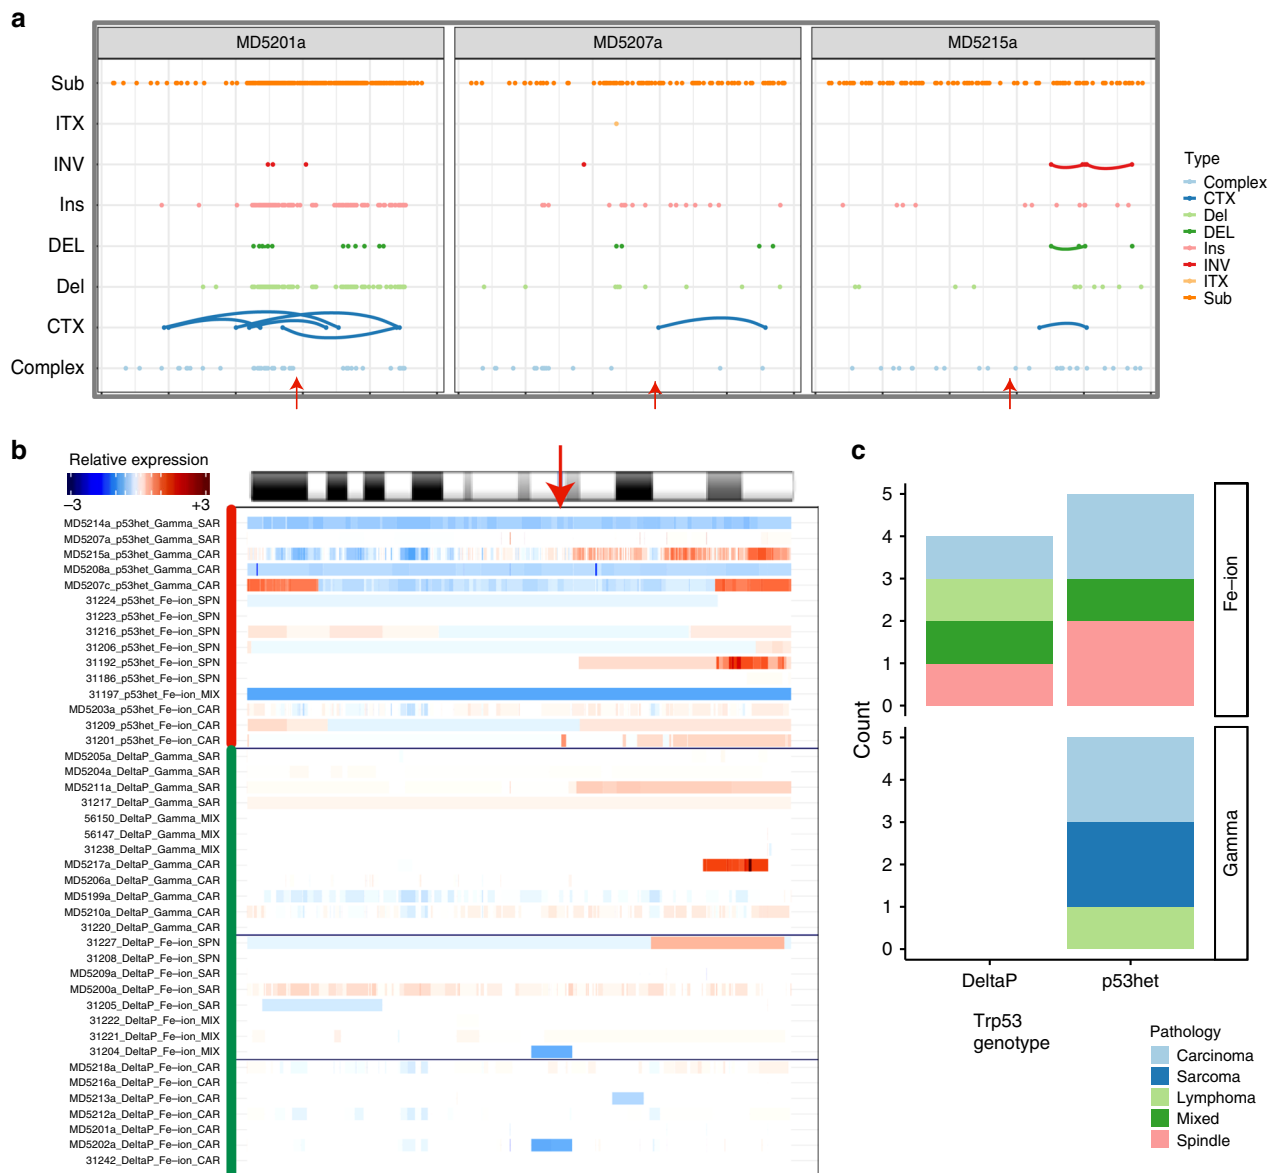 a
MD5201a
MD5207a
MD5215a
Sub
ITX
INV
Ins
DEL
Del
CTX
Complex
Type
Complex
CTX
Del
DEL
Ins
INV
ITX
Sub
b
Relative expression
–3
+3
MD5214a_p53het_Gamma_SAR
MD5207a_p53het_Gamma_SAR
MD5215a_p53het_Gamma_CAR
MD5208a_p53het_Gamma_CAR
MD5207c_p53het_Gamma_CAR
31224_p53het_Fe–ion_SPN
31223_p53het_Fe–ion_SPN
31216_p53het_Fe–ion_SPN
31206_p53het_Fe–ion_SPN
31192_p53het_Fe–ion_SPN
31186_p53het_Fe–ion_SPN
31197_p53het_Fe–ion_MIX
MD5203a_p53het_Fe–ion_CAR
31209_p53het_Fe–ion_CAR
31201_p53het_Fe–ion_CAR
MD5205a_DeltaP_Gamma_SAR
MD5204a_DeltaP_Gamma_SAR
MD5211a_DeltaP_Gamma_SAR
31217_DeltaP_Gamma_SAR
56150_DeltaP_Gamma_MIX
56147_DeltaP_Gamma_MIX
31238_DeltaP_Gamma_MIX
MD5217a_DeltaP_Gamma_CAR
MD5206a_DeltaP_Gamma_CAR
MD5199a_DeltaP_Gamma_CAR
MD5210a_DeltaP_Gamma_CAR
31220_DeltaP_Gamma_CAR
31227_DeltaP_Fe–ion_SPN
31208_DeltaP_Fe–ion_SPN
MD5209a_DeltaP_Fe–ion_SAR
MD5200a_DeltaP_Fe–ion_SAR
31205_DeltaP_Fe–ion_SAR
31222_DeltaP_Fe–ion_MIX
31221_DeltaP_Fe–ion_MIX
31204_DeltaP_Fe–ion_MIX
MD5218a_DeltaP_Fe–ion_CAR
MD5216a_DeltaP_Fe–ion_CAR
MD5213a_DeltaP_Fe–ion_CAR
MD5212a_DeltaP_Fe–ion_CAR
MD5201a_DeltaP_Fe–ion_CAR
MD5202a_DeltaP_Fe–ion_CAR
31242_DeltaP_Fe–ion_CAR
c
Count
5
4
3
2
1
0
Fe–ion
5
4
3
2
1
0
Gamma
DeltaP
p53het
Trp53
genotype
Pathology
Carcinoma
Sarcoma
Lymphoma
Mixed
Spindle